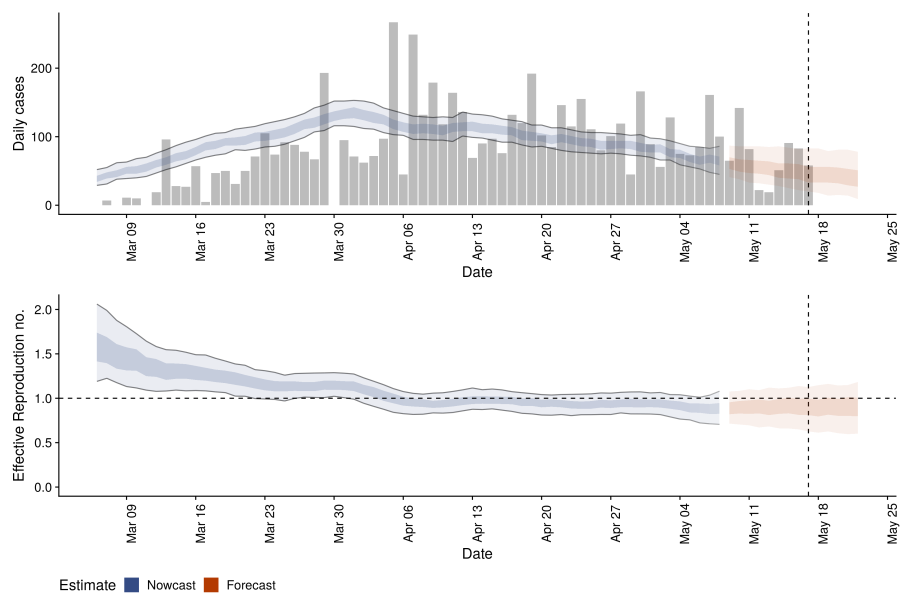 Daily cases
200
100
0
Mar 09
Mar 16
Mar 23
Mar 30
Apr 06
Apr 13
Apr 20
Apr 27
May 04
May 11
May 18
May 25
Date
Effective Reproduction no.
2.0
1.5
1.0
0.5
0.0
Mar 09
Mar 16
Mar 23
Mar 30
Apr 06
Apr 13
Apr 20
Apr 27
May 04
May 11
May 18
May 25
Date
Estimate Nowcast Forecast